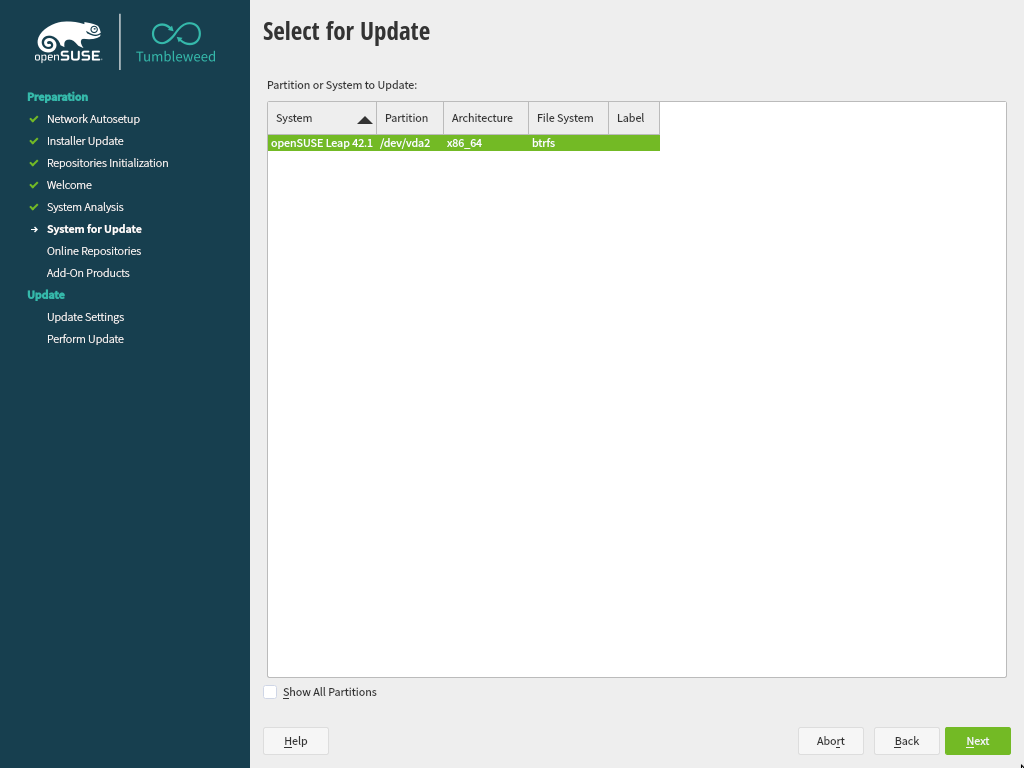 openSUSE
Tumbleweed
Preparation
Network Autosetup
Installer Update
Repositories Initialization
Welcome
System Analysis
System for Update
Online Repositories
Add-On Products
Update
Update Settings
Perform Update
Select for Update
Partition or System to Update:
System Partition Architecture File System Label
openSUSE Leap 42.1 /dev/vda2 x86_64 btrfs
Show All Partitions
Help Abort Back Next